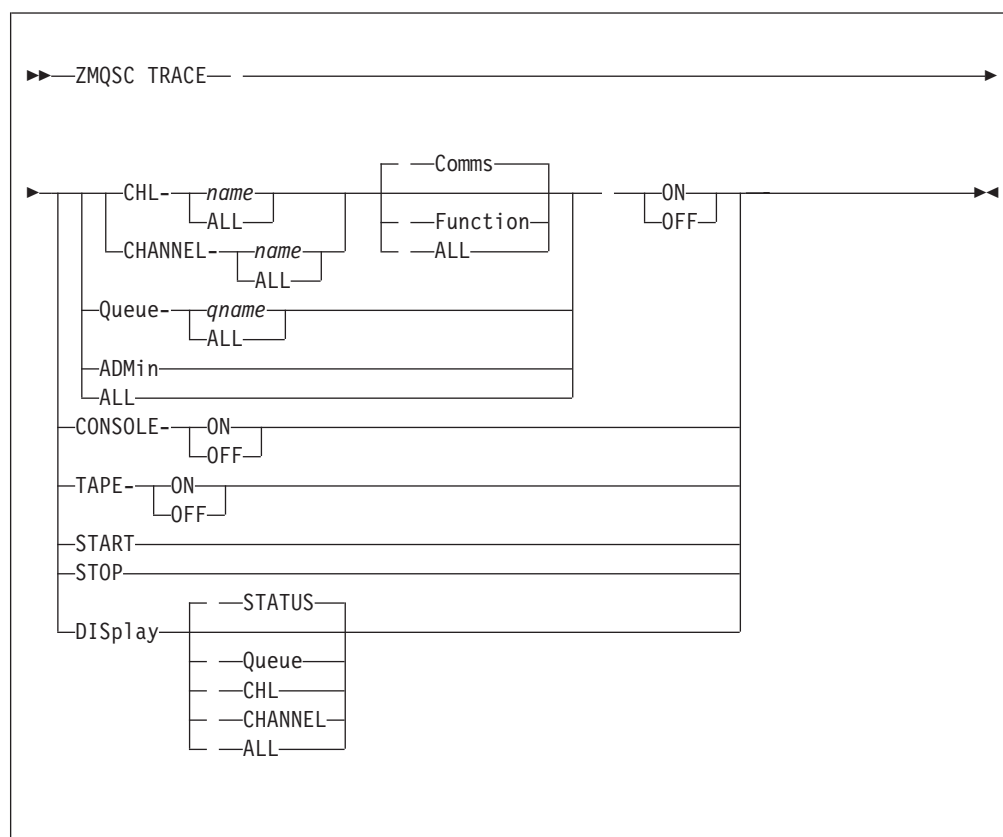 ZMQSC TRACE
Comms
CHL- name ON
ALL Function OFF
CHANNEL- name ALL
ALL
Queue- qname
ALL
ADMin
ALL
CONSOLE- ON
OFF
TAPE- ON
OFF
START
STOP
STATUS
DISplay
Queue
CHL
CHANNEL
ALL